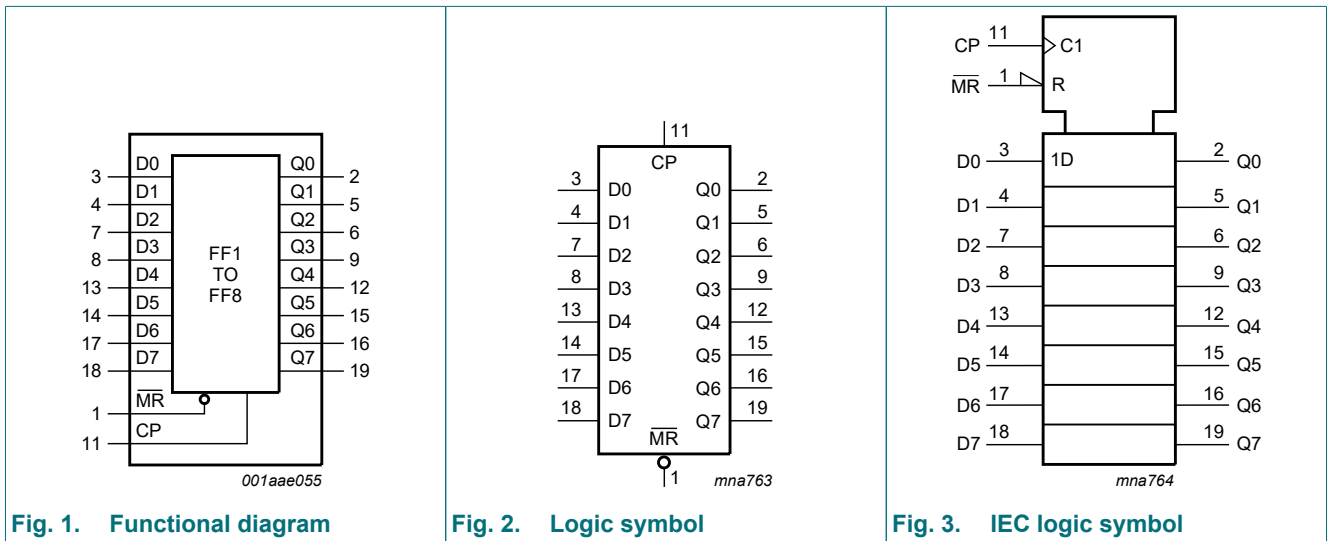 D0 Q0
3 2
D1 Q1
4 5
D2 Q2
7 6
D3 Q3
8 9
FF1
TO
FF8
D4 Q4
13 12
D5 Q5
14 15
D6 Q6
17 16
D7 Q7
18 19
MR
1
CP
11
001aae055
Fig. 1. Functional diagram
11
CP
3 D0 Q0 2
4 D1 Q1 5
7 D2 Q2 6
8 D3 Q3 9
13 D4 Q4 12
14 D5 Q5 15
17 D6 Q6 16
18 D7 Q7 19
MR
1
mna763
Fig. 2. Logic symbol
CP 11 C1
MR 1 R
D0 3 1D 2 Q0
D1 4 5 Q1
D2 7 6 Q2
D3 8 9 Q3
D4 13 12 Q4
D5 14 15 Q5
D6 17 16 Q6
D7 18 19 Q7
mna764
Fig. 3. IEC logic symbol